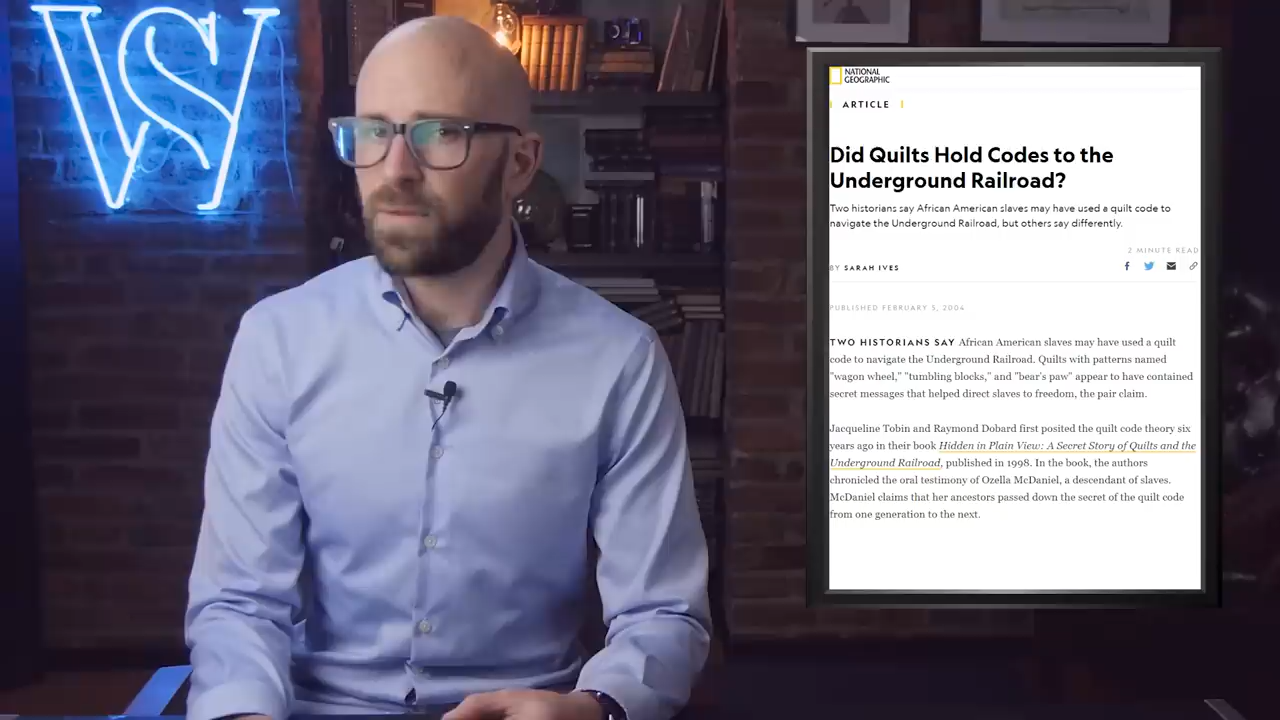 WS
NATIONAL
GEOGRAPHIC
ARTICLE
Did Quilts Hold Codes to the
Underground Railroad?
Two historians say African American slaves may have used a quilt code to
navigate the Underground Railroad, but others say differently.
2 MINUTE READ
BY SARAH IVES
PUBLISHED FEBRUARY 5, 2004
TWO HISTORIANS SAY African American slaves may have used a quilt
code to navigate the Underground Railroad. Quilts with patterns named
"wagon wheel," "tumbling blocks," and "bear's paw" appear to have contained
secret messages that helped direct slaves to freedom, the pair claim.
Jacqueline Tobin and Raymond Dobard first posited the quilt code theory six
years ago in their book Hidden in Plain View: A Secret Story of Quilts and the
Underground Railroad, published in 1998. In the book, the authors
chronicled the oral testimony of Ozella McDaniel, a descendant of slaves.
McDaniel claims that her ancestors passed down the secret of the quilt code
from one generation to the next.